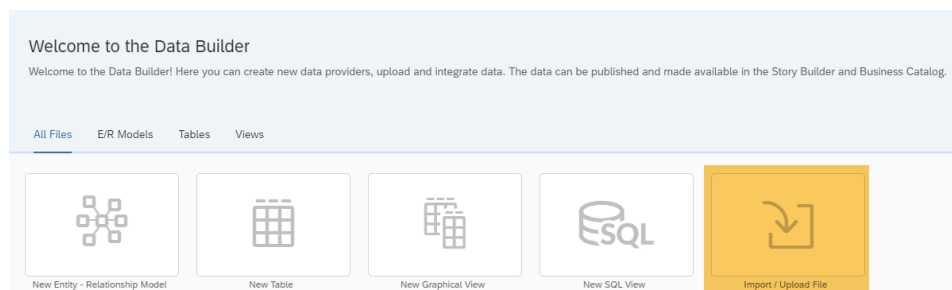 Welcome to the Data Builder
Welcome to the Data Builder! Here you can create new data providers, upload and integrate data. The data can be published and made available in the Story Builder and Business Catalog.
All Files E/R Models Tables Views
SQL
New Entity - Relationship Model New Table New Graphical View New SQL View Import / Upload File